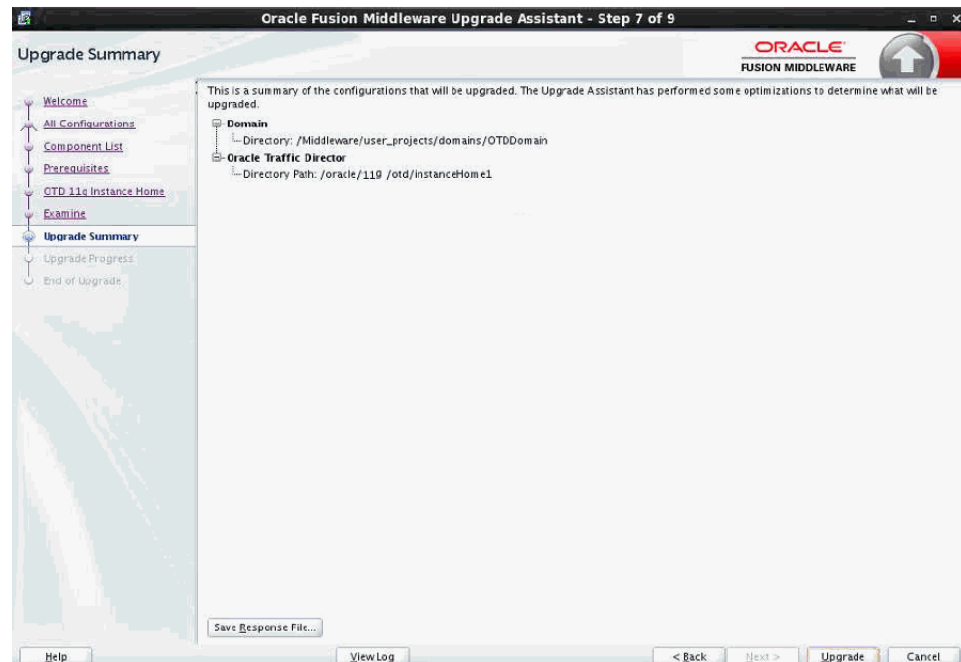 Oracle Fusion Middleware Upgrade Assistant - Step 7 of 9
Upgrade Summary
ORACLE
FUSION MIDDLEWARE
Welcome
All Configurations
Component List
Prerequisites
OTD 11g Instance Home
Examine
Upgrade Summary
Upgrade Progress
End of Upgrade
This is a summary of the configurations that will be upgraded. The Upgrade Assistant has performed some optimizations to determine what will be
upgraded.
Domain
Directory: /Middleware/user_projects/domains/OTDDomain
Oracle Traffic Director
Directory Path: /oracle/119 /otd/instanceHome1
Save Response File...
Help
View Log
< Back
Next >
Upgrade
Cancel